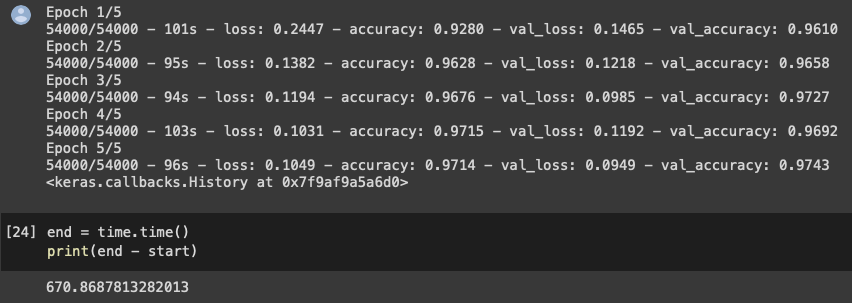 Epoch 1/5
54000/54000 - 101s - loss: 0.2447 - accuracy: 0.9280 - val_loss: 0.1465 - val_accuracy: 0.9610
Epoch 2/5
54000/54000 - 95s - loss: 0.1382 - accuracy: 0.9628 - val_loss: 0.1218 - val_accuracy: 0.9658
Epoch 3/5
54000/54000 - 94s - loss: 0.1194 - accuracy: 0.9676 - val_loss: 0.0985 - val_accuracy: 0.9727
Epoch 4/5
54000/54000 - 103s - loss: 0.1031 - accuracy: 0.9715 - val_loss: 0.1192 - val_accuracy: 0.9692
Epoch 5/5
54000/54000 - 96s - loss: 0.1049 - accuracy: 0.9714 - val_loss: 0.0949 - val_accuracy: 0.9743
<keras.callbacks.History at 0x7f9af9a5a6d0>
[24] end = time.time()
print(end - start)
670.8687813282013